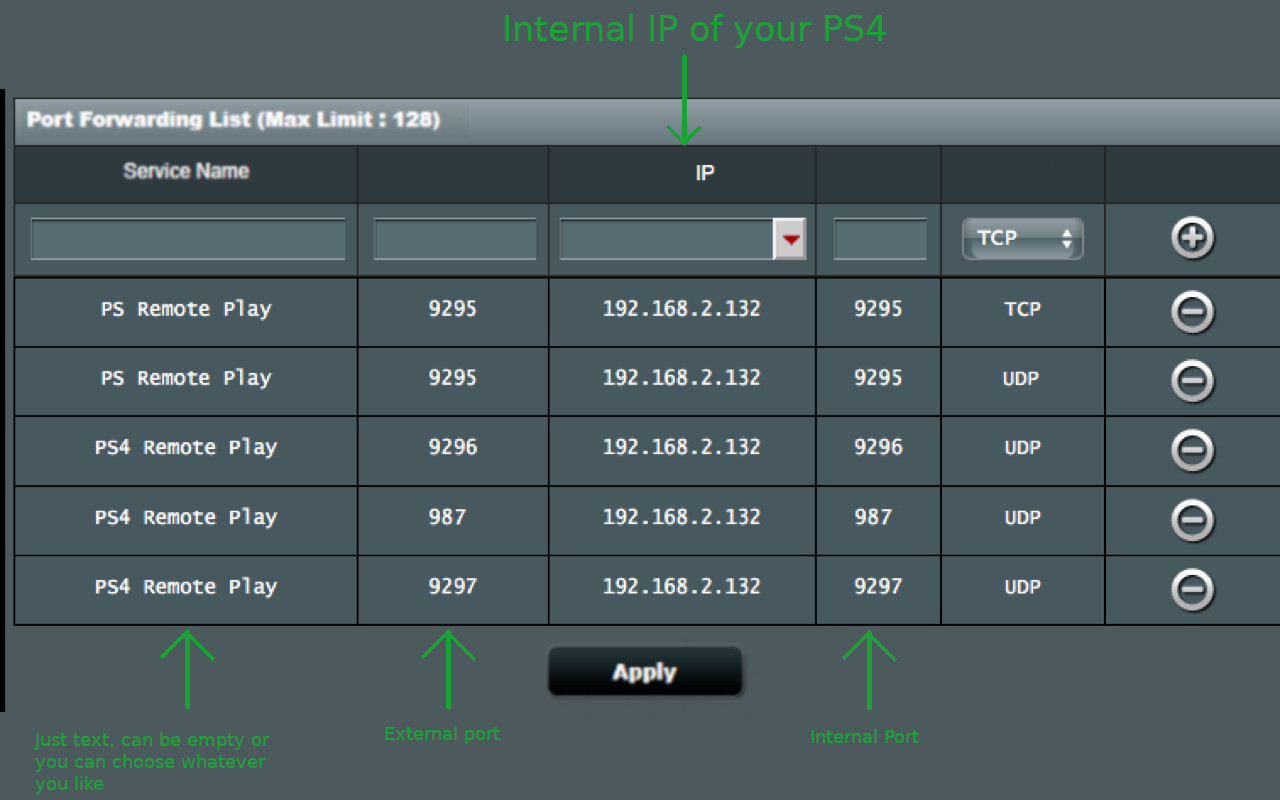 Internal IP of your PS4
Port Forwarding List (Max Limit : 128)
Service Name IP
TCP
PS Remote Play 9295 192.168.2.132 9295 TCP
PS Remote Play 9295 192.168.2.132 9295 UDP
PS4 Remote Play 9296 192.168.2.132 9296 UDP
PS4 Remote Play 987 192.168.2.132 987 UDP
PS4 Remote Play 9297 192.168.2.132 9297 UDP
Apply
Just text, can be empty or
you can choose whatever
you like
External port
Internal Port